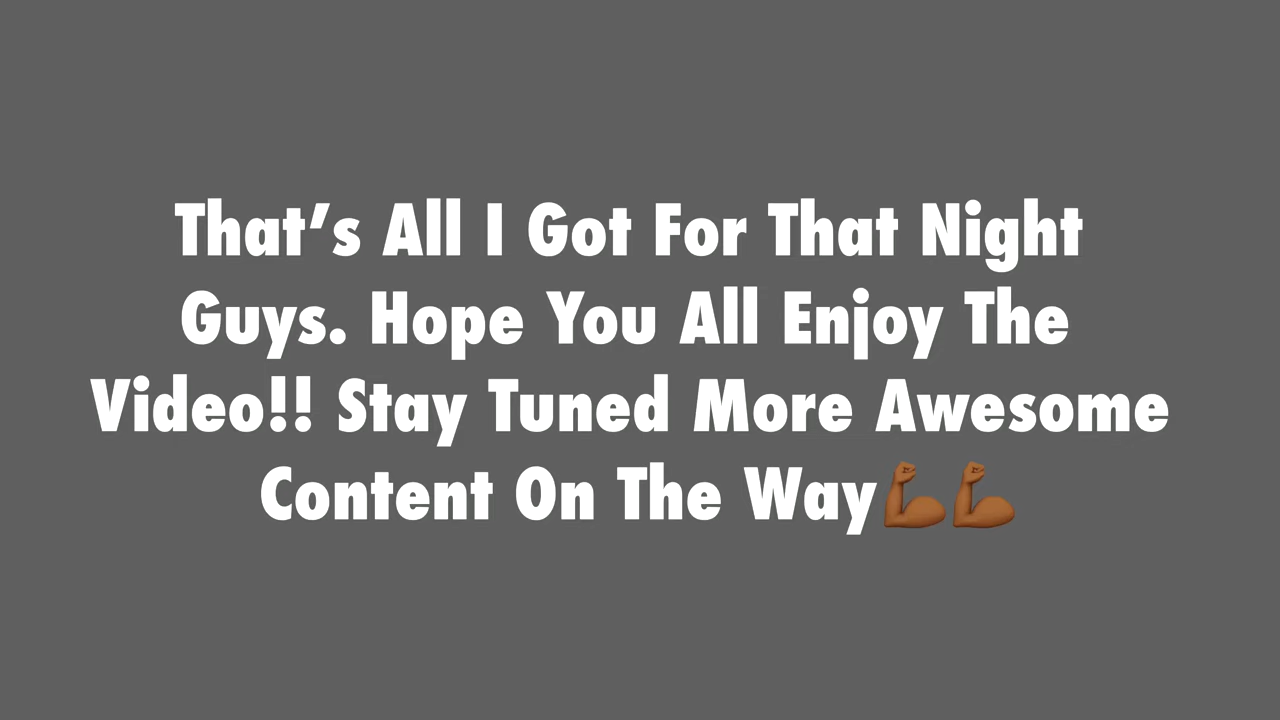 That’s All I Got For That Night
Guys. Hope You All Enjoy The
Video!! Stay Tuned More Awesome
Content On The Way💪🏾💪🏾